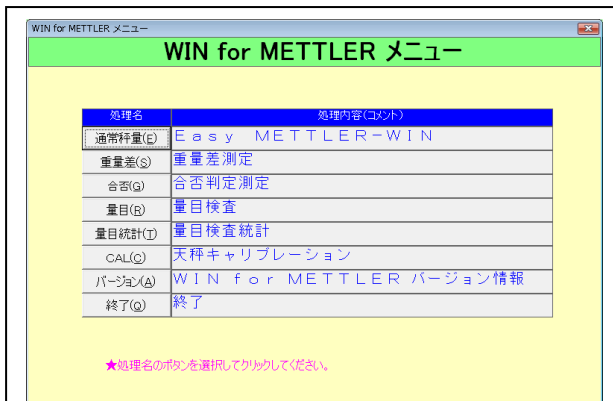 WIN for METTLER メニュー
WIN for METTLER メニュー
処理名 処理内容(コメント)
通常秤量(E) Easy METTLER-WIN
重量差(S) 重量差測定
合否(G) 合否判定測定
量目(R) 量目検査
量目統計(T) 量目検査統計
CAL(C) 天秤キャリブレーション
バージョン(A) WIN for METTLER バージョン情報
終了(Q) 終了
★処理名のボタンを選択してクリックしてください。